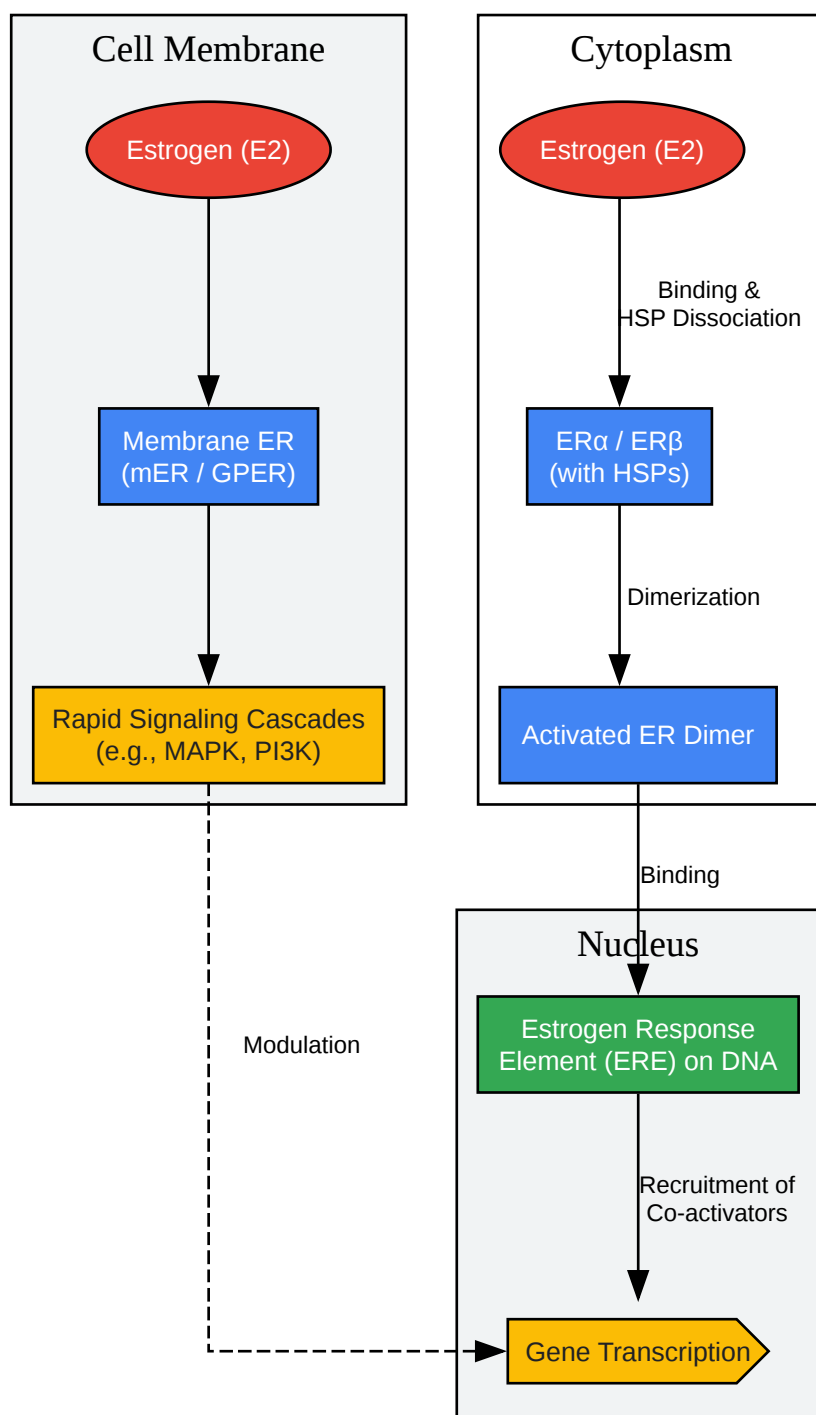 Cell Membrane
Estrogen (E2)
Membrane ER
(mER / GPER)
Rapid Signaling Cascades
(e.g., MAPK, PI3K)
Modulation
Cytoplasm
Estrogen (E2)
Binding &
HSP Dissociation
ERα / ERβ
(with HSPs)
Dimerization
Activated ER Dimer
Binding
Nucleus
Estrogen Response
Element (ERE) on DNA
Recruitment of
Co-activators
Gene Transcription